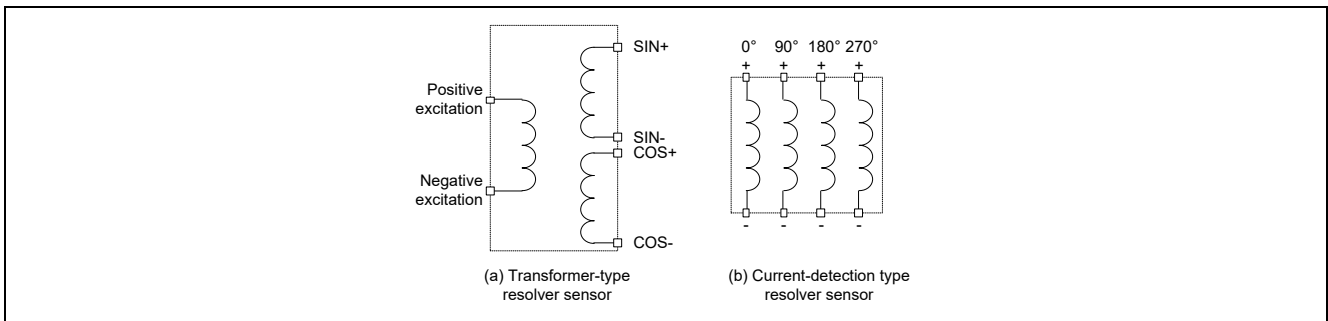 SIN+
Positive
excitation
SIN-
COS+
Negative
excitation
COS-
(a) Transformer-type
resolver sensor
0° 90° 180° 270°
+ + + +
- - - -
(b) Current-detection type
resolver sensor